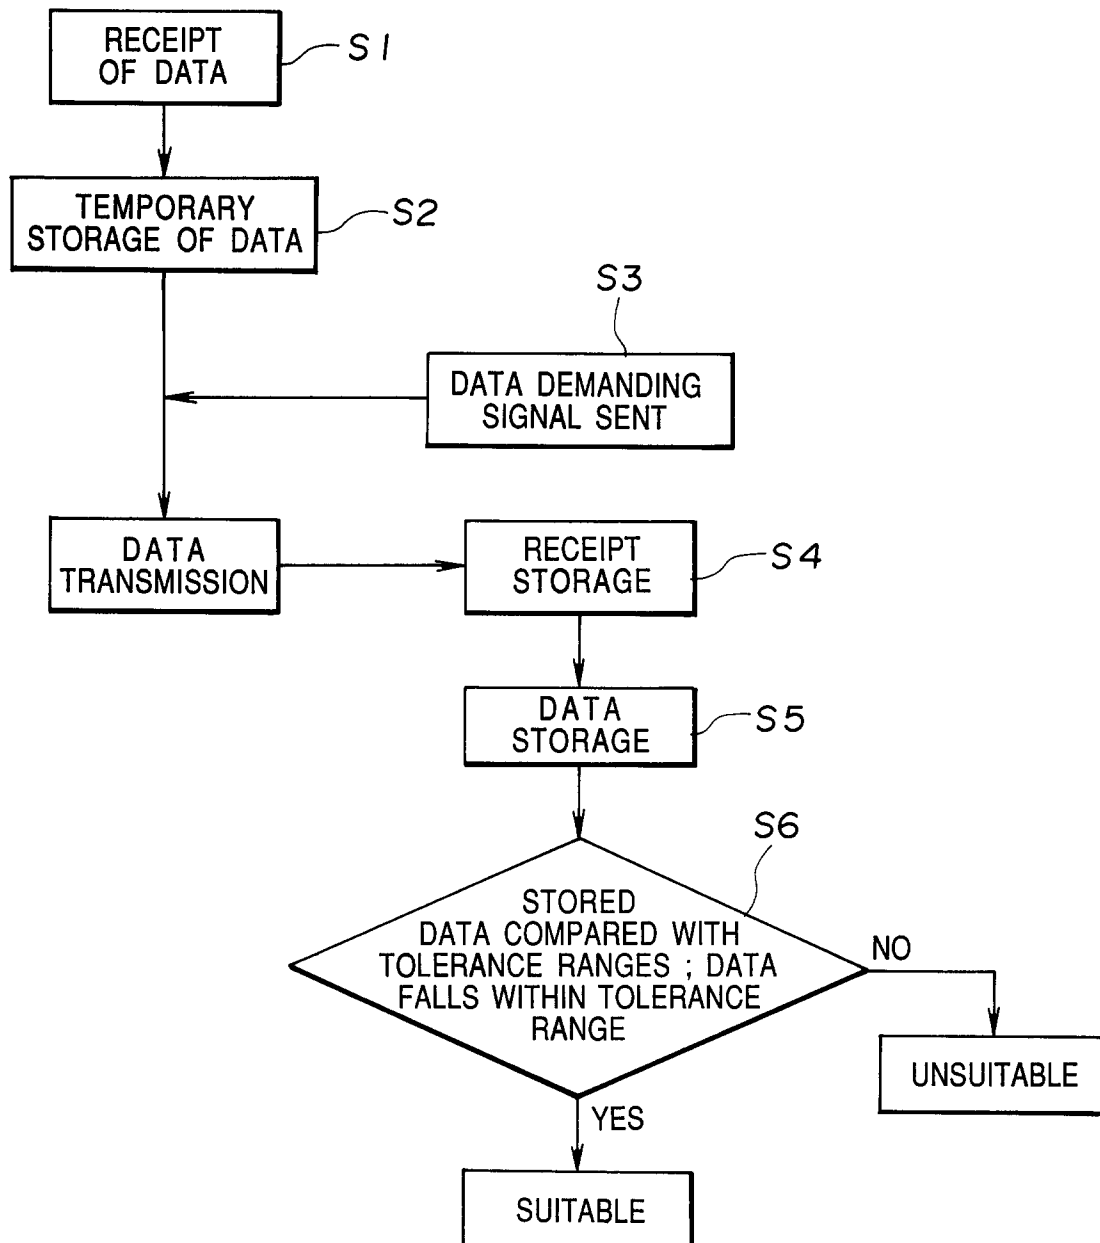 RECEIPT
OF DATA
S1
TEMPORARY
STORAGE OF DATA
S2
S3
DATA DEMANDING
SIGNAL SENT
DATA
TRANSMISSION
RECEIPT
STORAGE
S4
DATA
STORAGE
S5
S6
STORED
DATA COMPARED WITH
TOLERANCE RANGES ; DATA
FALLS WITHIN TOLERANCE
RANGE
NO
UNSUITABLE
YES
SUITABLE